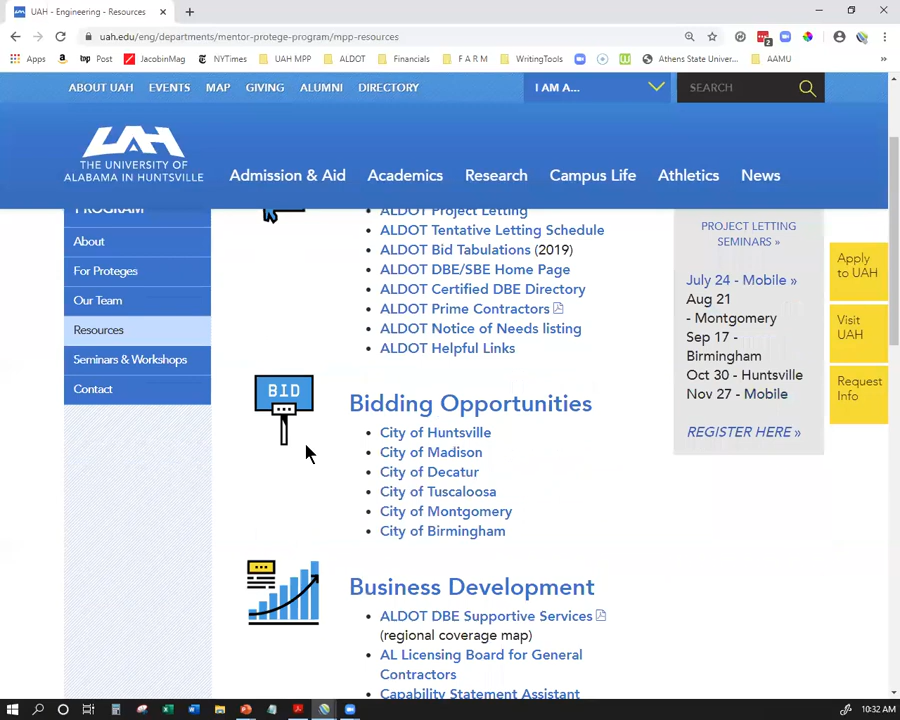 UAH - Engineering - Resources
uah.edu/eng/departments/mentor-protege-program/mpp-resources
Apps
Post
JacobinMag
NYTimes
UAH MPP
ALDOT
Financials
F A R M
WritingTools
Athens State Univer...
AAMU
ABOUT UAH EVENTS MAP GIVING ALUMNI DIRECTORY
I AM A...
SEARCH
UAH
THE UNIVERSITY OF
ALABAMA IN HUNTSVILLE
Admission & Aid Academics Research Campus Life Athletics News
PROGRAM
About
For Proteges
Our Team
Resources
Seminars & Workshops
Contact
ALDOT Project Letting
ALDOT Tentative Letting Schedule
ALDOT Bid Tabulations (2019)
ALDOT DBE/SBE Home Page
ALDOT Certified DBE Directory
ALDOT Prime Contractors
ALDOT Notice of Needs listing
ALDOT Helpful Links
BID
Bidding Opportunities
City of Huntsville
City of Madison
City of Decatur
City of Tuscaloosa
City of Montgomery
City of Birmingham
Business Development
ALDOT DBE Supportive Services
(regional coverage map)
AL Licensing Board for General
Contractors
Capability Statement Assistant
PROJECT LETTING
SEMINARS »
July 24 - Mobile »
Aug 21
- Montgomery
Sep 17 -
Birmingham
Oct 30 - Huntsville
Nov 27 - Mobile
REGISTER HERE »
Apply
to UAH
Visit
UAH
Request
Info
10:32 AM